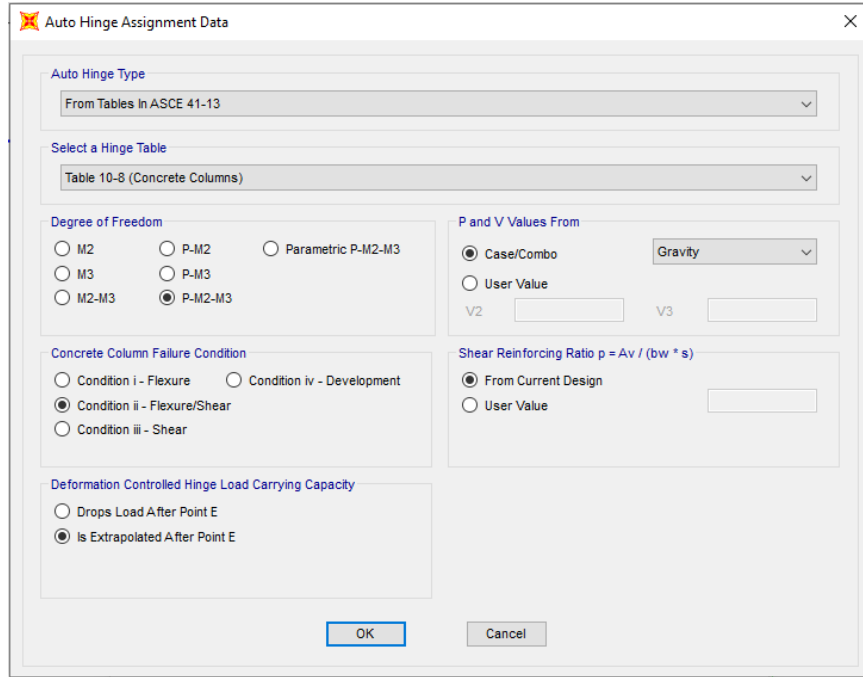 Auto Hinge Assignment Data
Auto Hinge Type
From Tables In ASCE 41-13
Select a Hinge Table
Table 10-8 (Concrete Columns)
Degree of Freedom
M2 P-M2 Parametric P-M2-M3
M3 P-M3
M2-M3 P-M2-M3
P and V Values From
Case/Combo Gravity
User Value
V2 V3
Concrete Column Failure Condition
Condition i - Flexure Condition iv - Development
Condition ii - Flexure/Shear
Condition iii - Shear
Shear Reinforcing Ratio p = Av / (bw * s)
From Current Design
User Value
Deformation Controlled Hinge Load Carrying Capacity
Drops Load After Point E
Is Extrapolated After Point E
OK Cancel